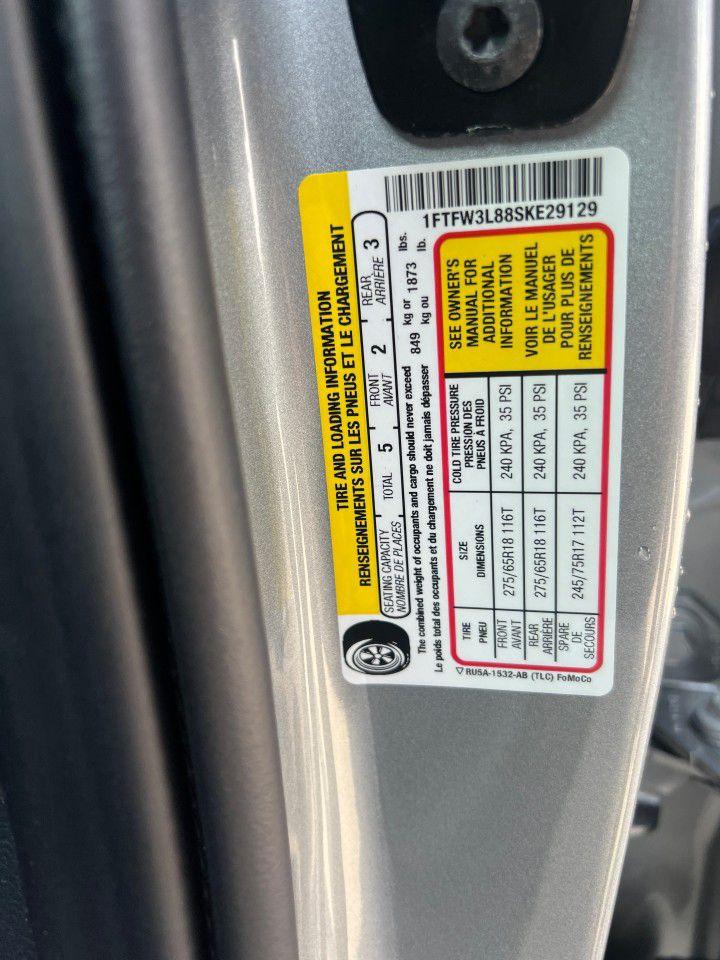 TIRE AND LOADING INFORMATION
RENSEIGNEMENTS SUR LES PNEUS ET LE CHARGEMENT
SEATING CAPACITY
NOMBRE DE PLACES
TOTAL 5
FRONT
AVANT
2
REAR
ARRIÈRE
3
The combined weight of occupants and cargo should never exceed 849 kg or 1873 lbs.
Le poids total des occupants et du chargement ne doit jamais dépasser kg ou lb.
1FTFW3L88SKE29129
TIRE
PNEU
SIZE
DIMENSIONS
COLD TIRE PRESSURE
PRESSION DES
PNEUS À FROID
FRONT
AVANT
275/65R18 116T
240 KPA, 35 PSI
REAR
ARRIÈRE
275/65R18 116T
240 KPA, 35 PSI
SPARE
DE
SECOURS
245/75R17 112T
240 KPA, 35 PSI
SEE OWNER'S
MANUAL FOR
ADDITIONAL
INFORMATION
VOIR LE MANUEL
DE L'USAGER
POUR PLUS DE
RENSEIGNEMENTS
RU5A-1532-AB (TLC) FoMoCo